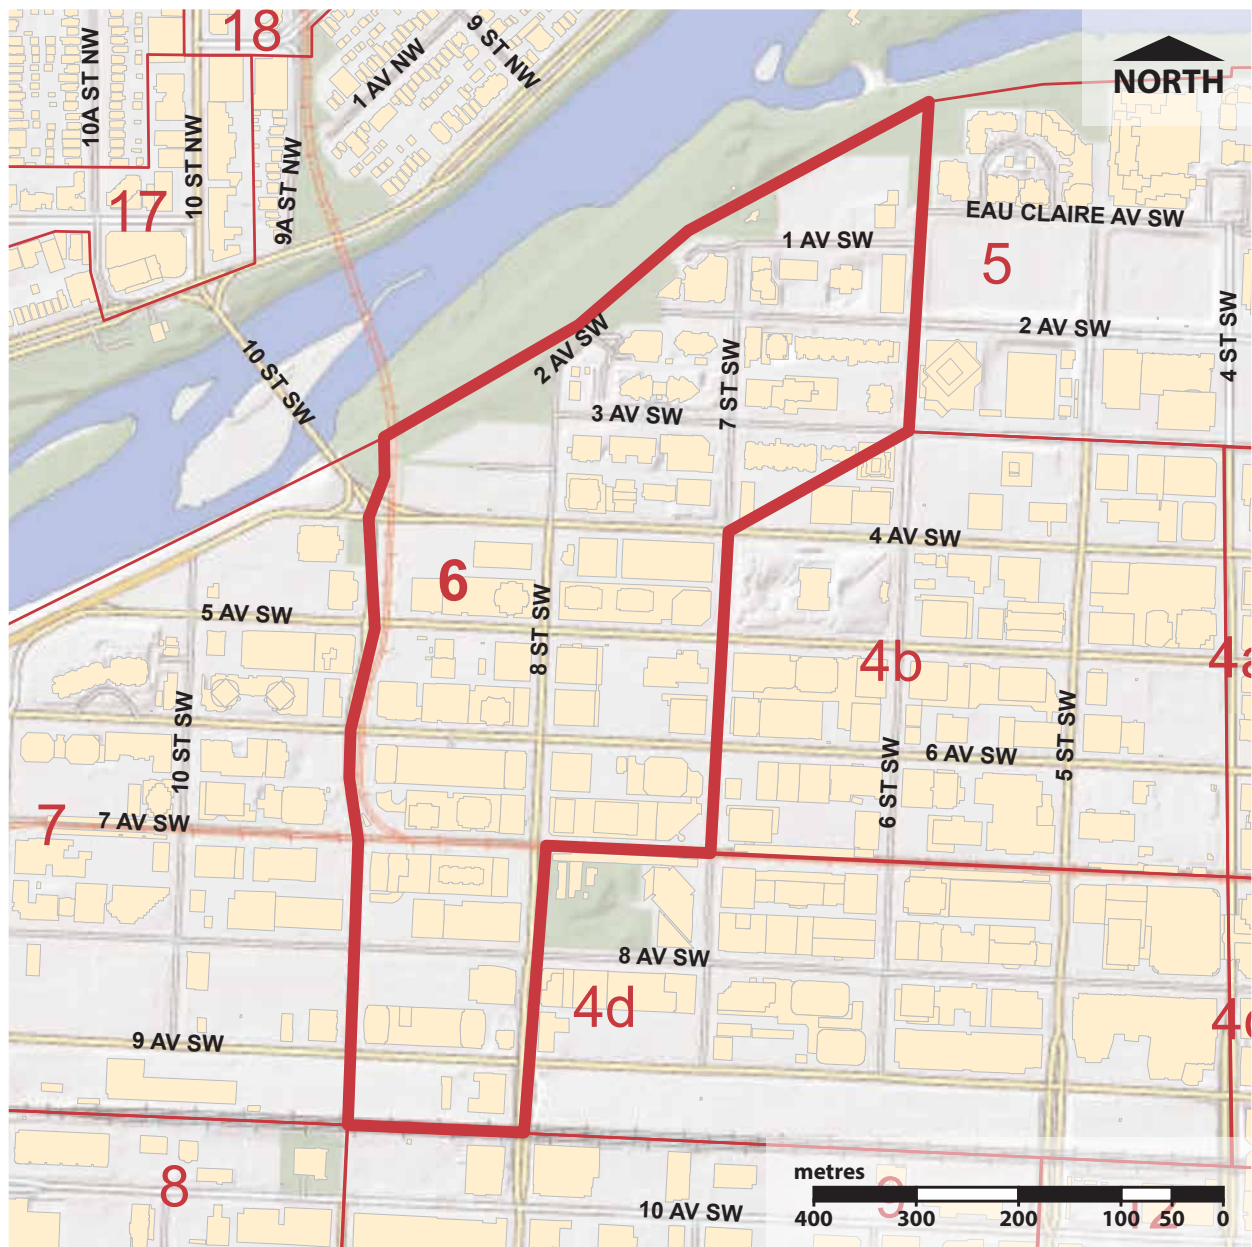 18
9 ST NW
1 AV NW
10A ST NW
10 ST NW
9A ST NW
17
NORTH
EAU CLAIRE AV SW
1 AV SW
5
2 AV SW
4 ST SW
2 AV SW
10 ST SW
7 ST SW
3 AV SW
4 AV SW
6
5 AV SW
8 ST SW
4b
4a
10 ST SW
5 ST SW
6 ST SW
6 AV SW
7
7 AV SW
8 AV SW
4d
9 AV SW
8
metres
9
12
10 AV SW
400 300 200 100 50 0